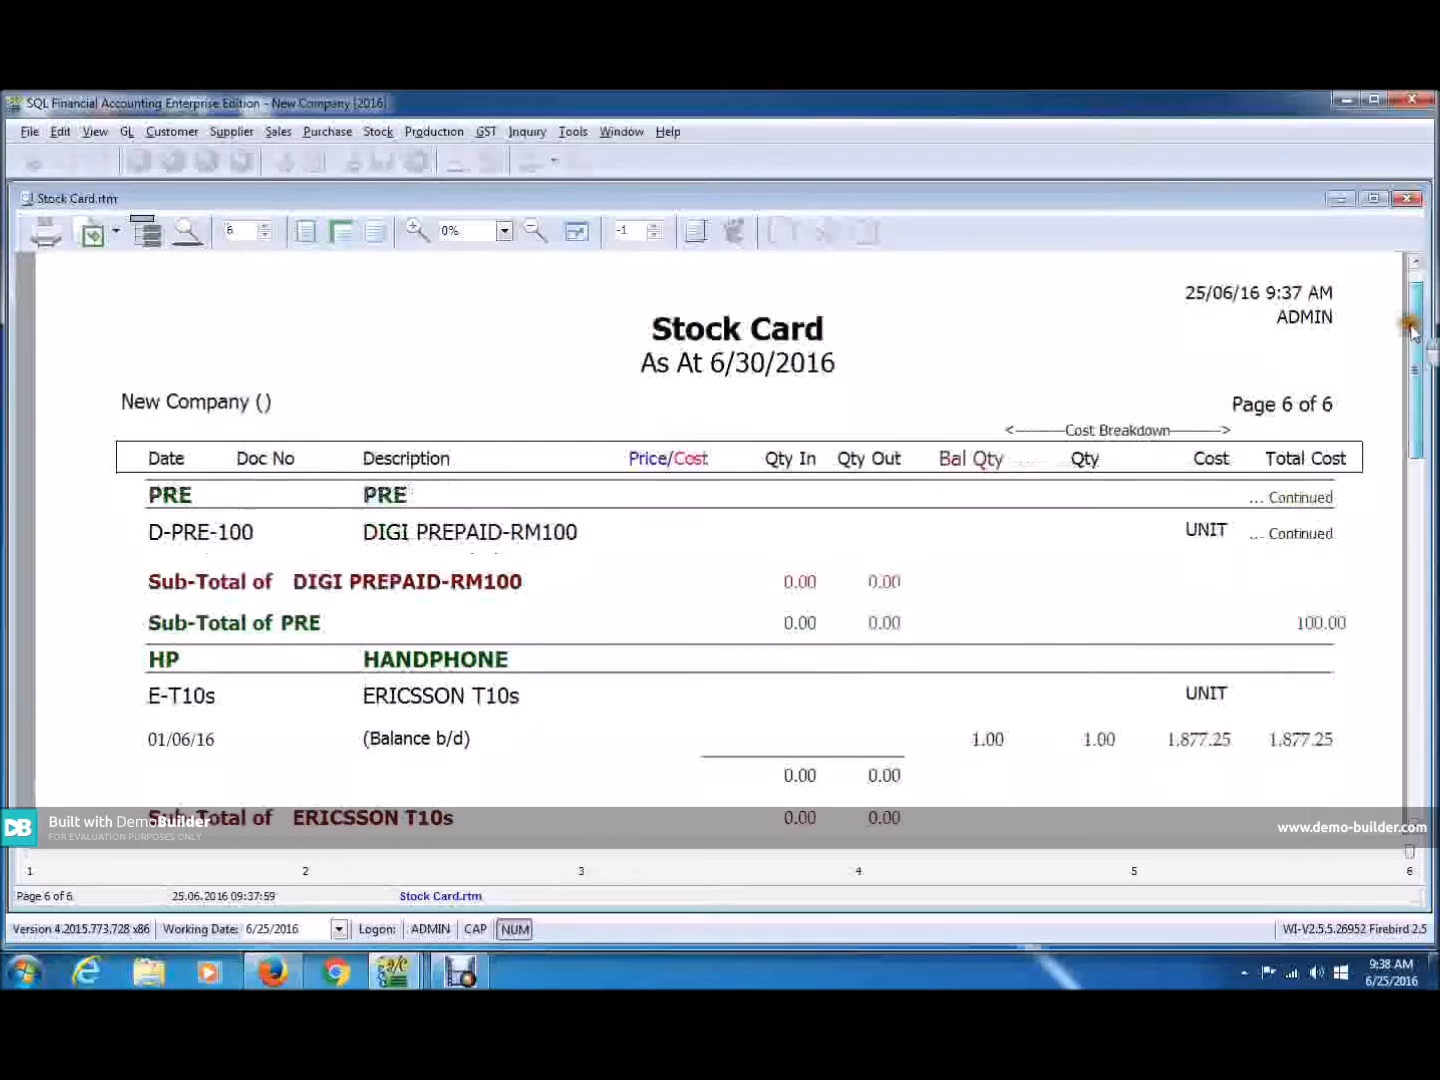 SQL Financial Accounting Enterprise Edition - New Company [2016]
File Edit View GL Customer Supplier Sales Purchase Stock Production GST Inquiry Tools Window Help
Stock Card.rtm
6 0% -1
25/06/16 9:37 AM
ADMIN
Stock Card
As At 6/30/2016
New Company ()
Page 6 of 6
<-----Cost Breakdown----->
Date Doc No Description Price/Cost Qty In Qty Out Bal Qty Qty Cost Total Cost
PRE PRE ... Continued
D-PRE-100 DIGI PREPAID-RM100 UNIT ... Continued
Sub-Total of DIGI PREPAID-RM100 0.00 0.00
Sub-Total of PRE 0.00 0.00 100.00
HP HANDPHONE
E-T10s ERICSSON T10s UNIT
01/06/16 (Balance b/d) 1.00 1.00 1,877.25 1,877.25
0.00 0.00
Sub-Total of ERICSSON T10s 0.00 0.00
DB Built with DemoBuilder
FOR EVALUATION PURPOSES ONLY
www.demo-builder.com
1 2 3 4 5 6
Page 6 of 6 25.06.2016 09:37:59 Stock Card.rtm
Version 4.2015.773.728 x86 Working Date: 6/25/2016 Logon: ADMIN CAP NUM WI-V2.5.5.26952 Firebird 2.5
9:38 AM
6/25/2016